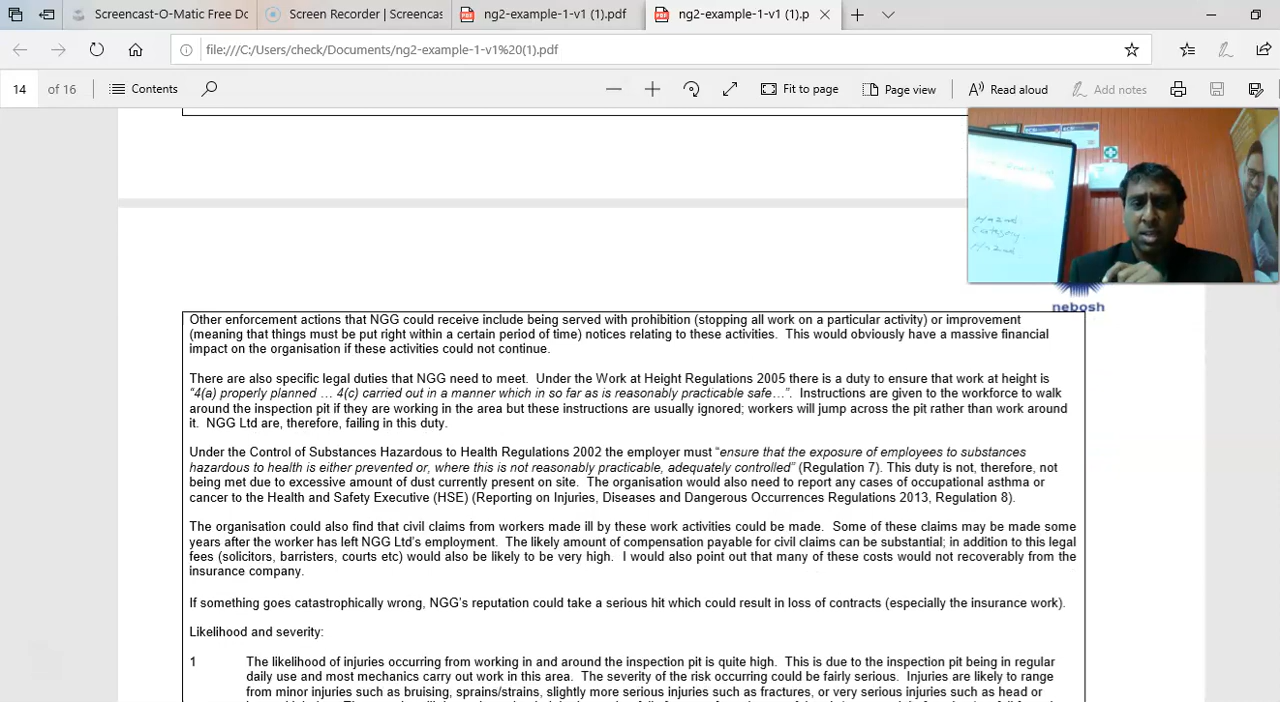 Screencast-O-Matic Free Do
Screen Recorder | Screencas
ng2-example-1-v1 (1).pdf
ng2-example-1-v1 (1).p
file:///C:/Users/check/Documents/ng2-example-1-v1%20(1).pdf
14 of 16
Contents
Fit to page
Page view
Read aloud
Add notes
Hazard
Category
Hazard
nebosh
Other enforcement actions that NGG could receive include being served with prohibition (stopping all work on a particular activity) or improvement
(meaning that things must be put right within a certain period of time) notices relating to these activities. This would obviously have a massive financial
impact on the organisation if these activities could not continue.
There are also specific legal duties that NGG need to meet. Under the Work at Height Regulations 2005 there is a duty to ensure that work at height is
"4(a) properly planned … 4(c) carried out in a manner which in so far as is reasonably practicable safe…". Instructions are given to the workforce to walk
around the inspection pit if they are working in the area but these instructions are usually ignored; workers will jump across the pit rather than work around
it. NGG Ltd are, therefore, failing in this duty.
Under the Control of Substances Hazardous to Health Regulations 2002 the employer must "ensure that the exposure of employees to substances
hazardous to health is either prevented or, where this is not reasonably practicable, adequately controlled" (Regulation 7). This duty is not, therefore, not
being met due to excessive amount of dust currently present on site. The organisation would also need to report any cases of occupational asthma or
cancer to the Health and Safety Executive (HSE) (Reporting on Injuries, Diseases and Dangerous Occurrences Regulations 2013, Regulation 8).
The organisation could also find that civil claims from workers made ill by these work activities could be made. Some of these claims may be made some
years after the worker has left NGG Ltd's employment. The likely amount of compensation payable for civil claims can be substantial; in addition to this legal
fees (solicitors, barristers, courts etc) would also be likely to be very high. I would also point out that many of these costs would not recoverably from the
insurance company.
If something goes catastrophically wrong, NGG's reputation could take a serious hit which could result in loss of contracts (especially the insurance work).
Likelihood and severity:
1 The likelihood of injuries occurring from working in and around the inspection pit is quite high. This is due to the inspection pit being in regular
daily use and most mechanics carry out work in this area. The severity of the risk occurring could be fairly serious. Injuries are likely to
range from minor injuries such as bruising, sprains/strains, slightly more serious injuries such as fractures, or very serious injuries such as head or